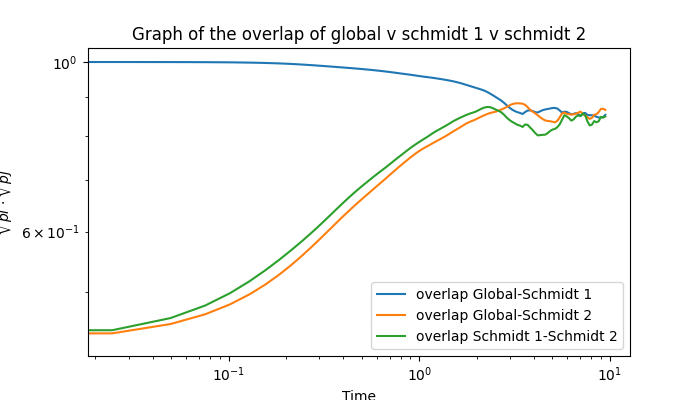 Graph of the overlap of global v schmidt 1 v schmidt 2
10⁰
6 × 10⁻¹
overlap Global-Schmidt 1
overlap Global-Schmidt 2
overlap Schmidt 1-Schmidt 2
10⁻¹ 10⁰ 10¹
Time